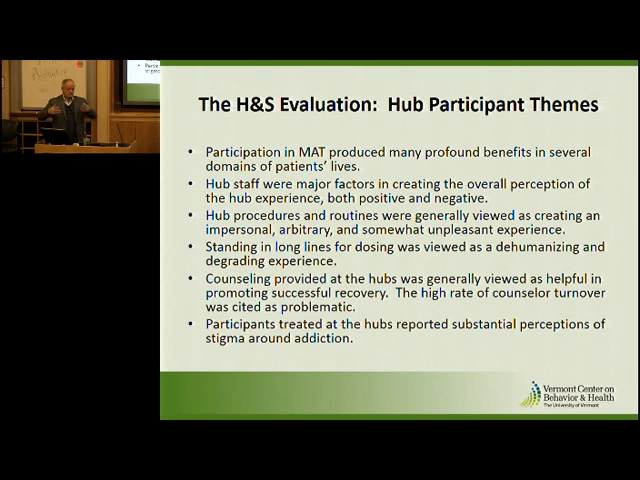 The H&S Evaluation: Hub Participant Themes
• Participation in MAT produced many profound benefits in several
domains of patients' lives.
• Hub staff were major factors in creating the overall perception of
the hub experience, both positive and negative.
• Hub procedures and routines were generally viewed as creating an
impersonal, arbitrary, and somewhat unpleasant experience.
• Standing in long lines for dosing was viewed as a dehumanizing and
degrading experience.
• Counseling provided at the hubs was generally viewed as helpful in
promoting successful recovery. The high rate of counselor turnover
was cited as problematic.
• Participants treated at the hubs reported substantial perceptions of
stigma around addiction.
Vermont Center on
Behavior & Health
The University of Vermont